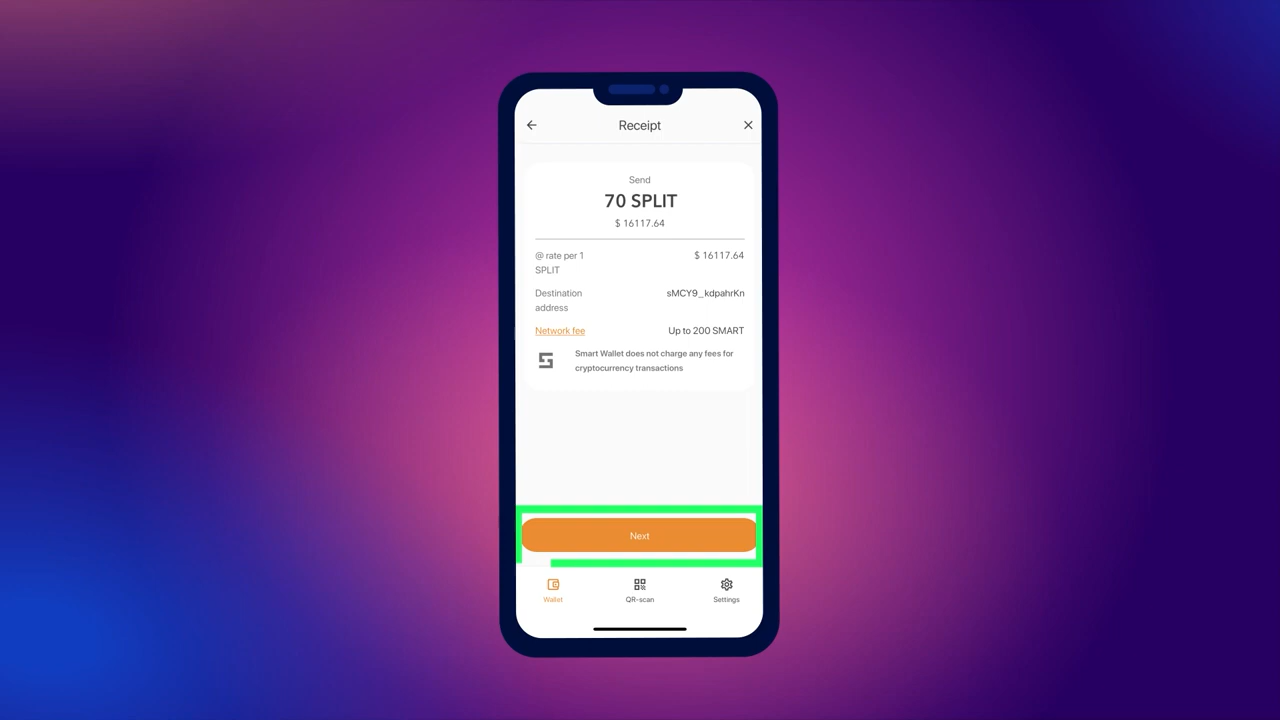 Receipt
Send
70 SPLIT
$ 16117.64
@ rate per 1
SPLIT
$ 16117.64
Destination
address
sMCY9_kdpahrKn
Network fee
Up to 200 SMART
Smart Wallet does not charge any fees for
cryptocurrency transactions
Next
Wallet
QR-scan
Settings